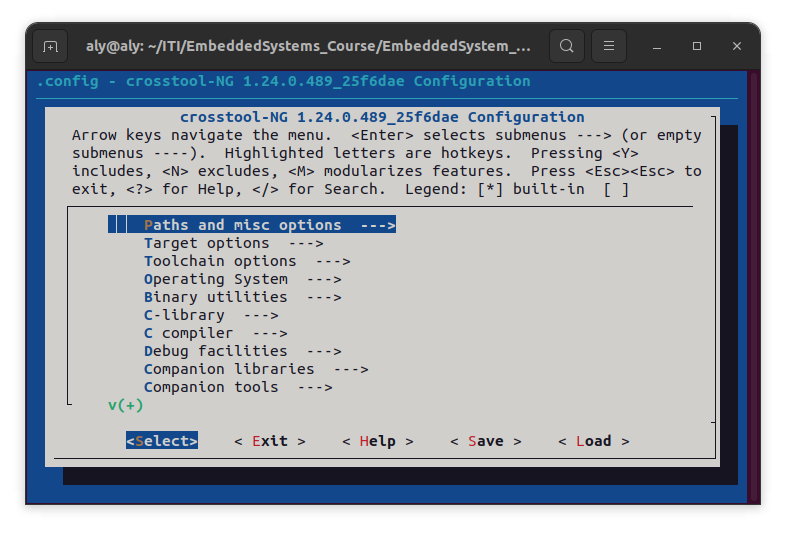 aly@aly: ~/ITI/EmbeddedSystems_Course/EmbeddedSystem_...
.config - crosstool-NG 1.24.0.489_25f6dae Configuration
crosstool-NG 1.24.0.489_25f6dae Configuration
Arrow keys navigate the menu.  <Enter> selects submenus ---> (or empty
submenus ----).  Highlighted letters are hotkeys.  Pressing <Y>
includes, <N> excludes, <M> modularizes features.  Press <Esc><Esc> to
exit, <?> for Help, </> for Search.  Legend: [*] built-in  [ ]
Paths and misc options  --->
Target options  --->
Toolchain options  --->
Operating System  --->
Binary utilities  --->
C-library  --->
C compiler  --->
Debug facilities  --->
Companion libraries  --->
Companion tools  --->
v(+)
<Select>    < Exit >    < Help >    < Save >    < Load >